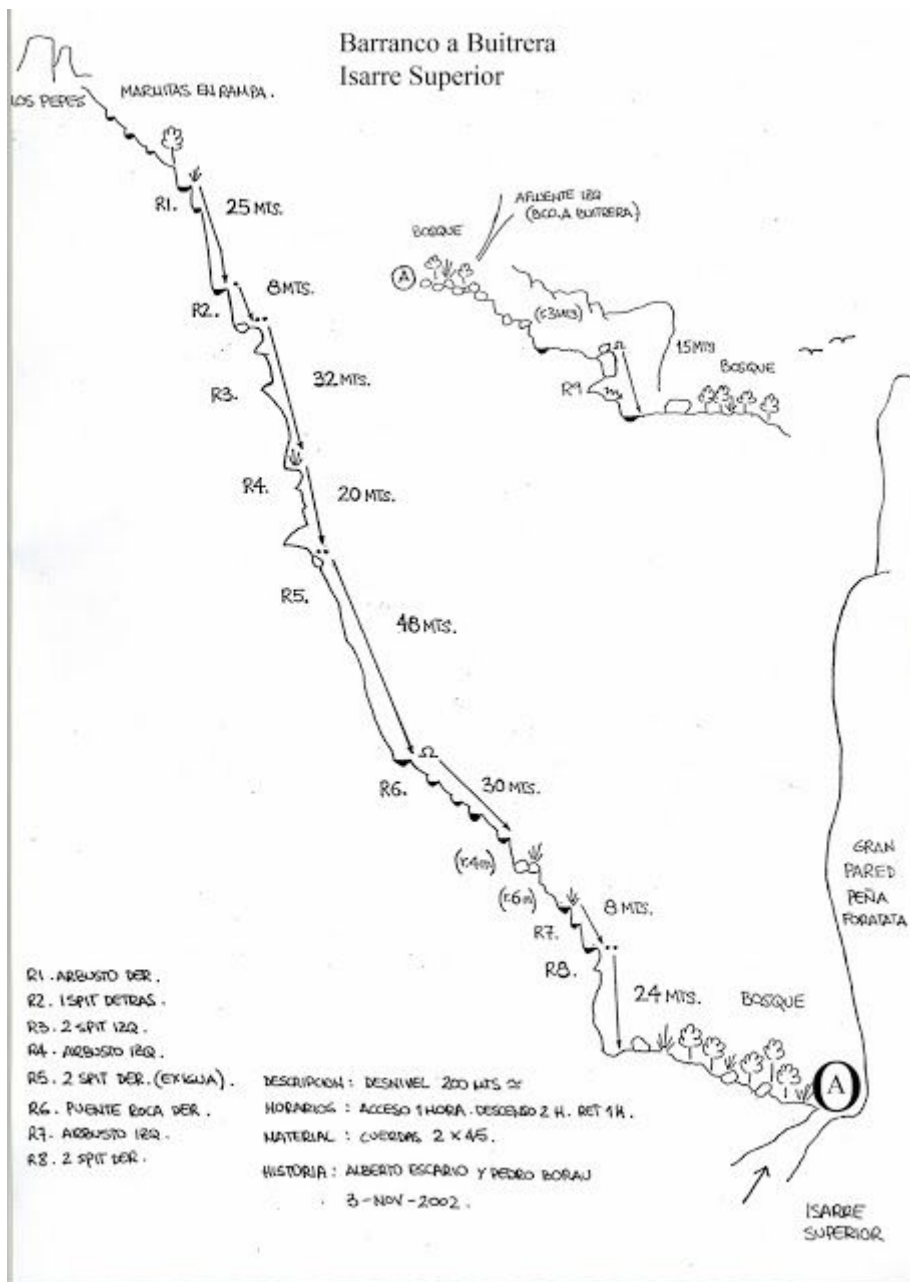 Barranco a Buitrera
Isarre Superior
LOS PEPES
MARMITAS EN RAMPA.
R1.
25 MTS.
R2.
8 MTS.
R3.
32 MTS.
R4.
20 MTS.
R5.
48 MTS.
R6.
30 MTS.
(r.4m)
(r.6m)
R7.
8 MTS.
R8.
24 MTS.
BOSQUE
A
ISARRE
SUPERIOR
GRAN
PARED
PEÑA
FORATATA
AFLUENTE IZQ
(BCO. A BUITRERA)
BOSQUE
A
(r.3MTS)
R9
15 MTS
BOSQUE
R1. ARBUSTO DER.
R2. 1 SPIT DETRAS.
R3. 2 SPIT IZQ.
R4. ARBUSTO IZQ.
R5. 2 SPIT DER. (EXIGUA).
R6. PUENTE ROCA DER.
R7. ARBUSTO IZQ.
R8. 2 SPIT DER.
DESCRIPCION: DESNIVEL 200 MTS ≃
HORARIOS: ACCESO 1 HORA. DESCENSO 2 H. RET 1 H.
MATERIAL: CUERDAS 2 X 45.
HISTORIA: ALBERTO ESCARIO Y PEDRO BORAU
3-NOV-2002.